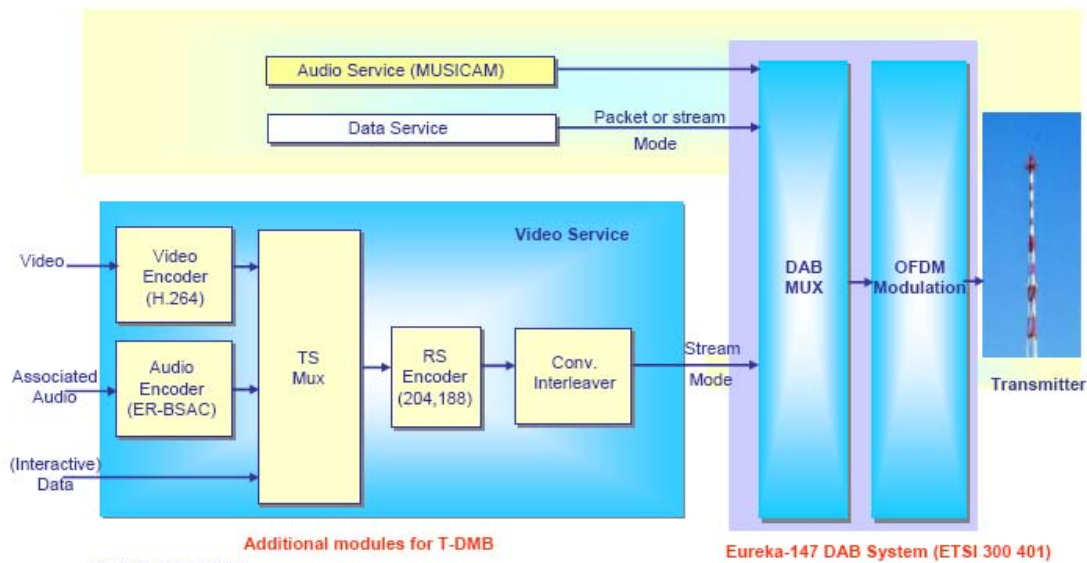 Audio Service (MUSICAM)
Data Service
Packet or stream
Mode
Video Service
Video
Video
Encoder
(H.264)
Associated
Audio
Audio
Encoder
(ER-BSAC)
(Interactive)
Data
TS
Mux
RS
Encoder
(204,188)
Conv.
Interleaver
Stream
Mode
DAB
MUX
OFDM
Modulation
Transmitter
Additional modules for T-DMB
Eureka-147 DAB System (ETSI 300 401)